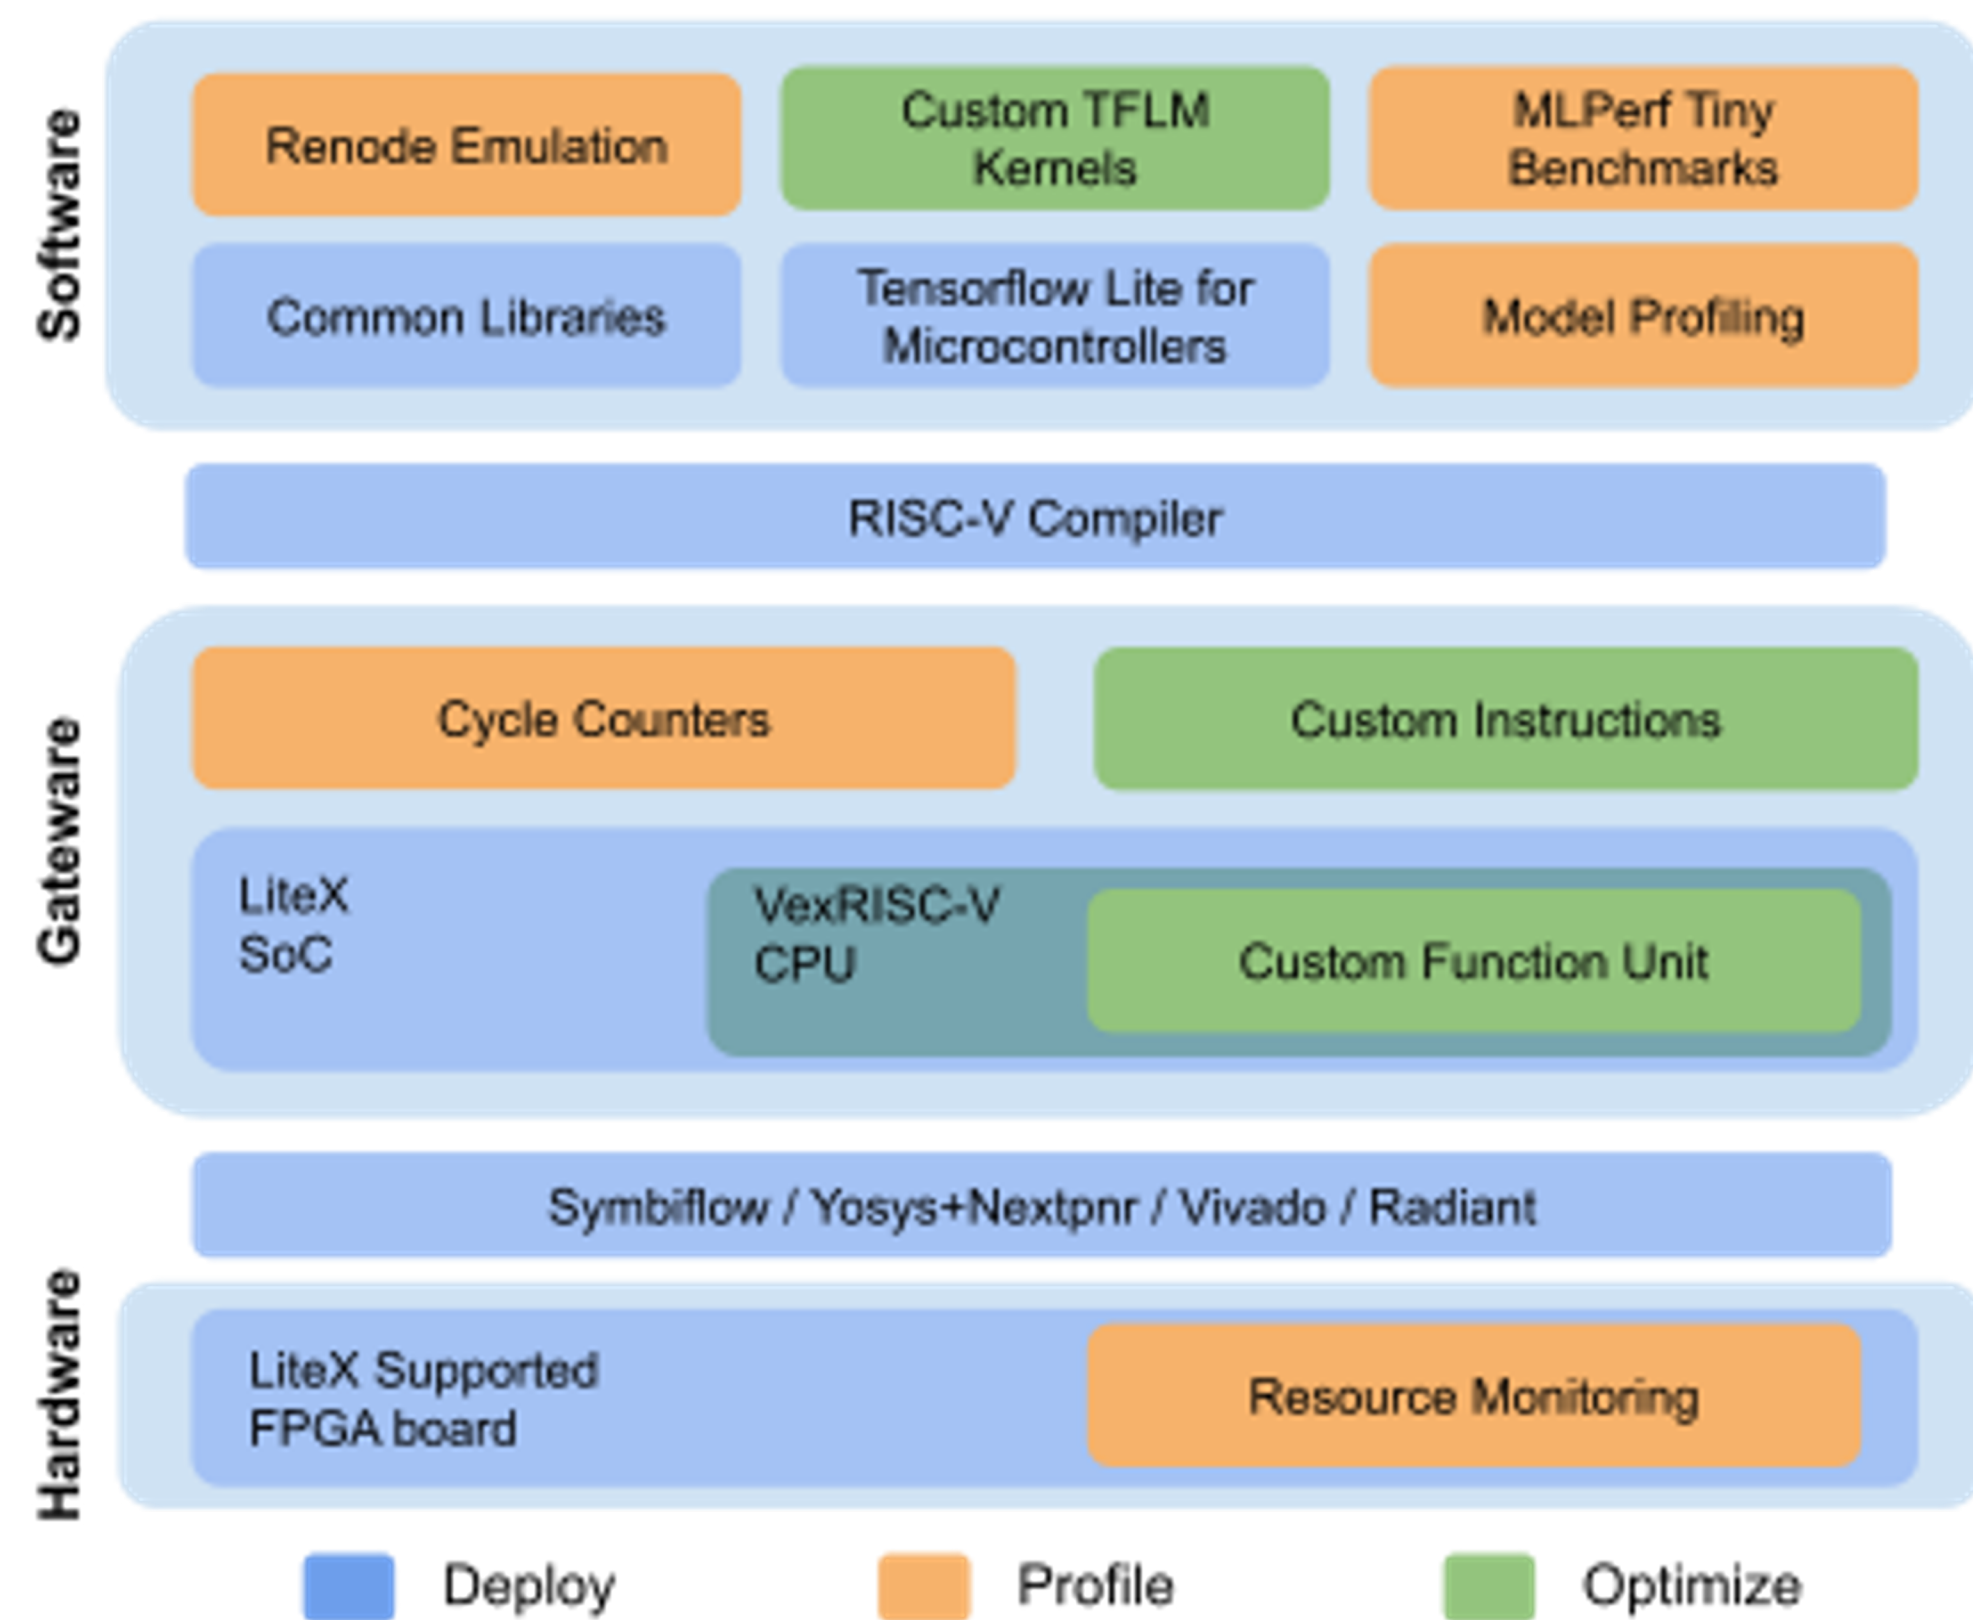 Software
Renode Emulation
Custom TFLM
Kernels
MLPerf Tiny
Benchmarks
Common Libraries
Tensorflow Lite for
Microcontrollers
Model Profiling
RISC-V Compiler
Gateware
Cycle Counters
Custom Instructions
LiteX
SoC
VexRISC-V
CPU
Custom Function Unit
Symbiflow / Yosys+Nextpnr / Vivado / Radiant
Hardware
LiteX Supported
FPGA board
Resource Monitoring
Deploy
Profile
Optimize